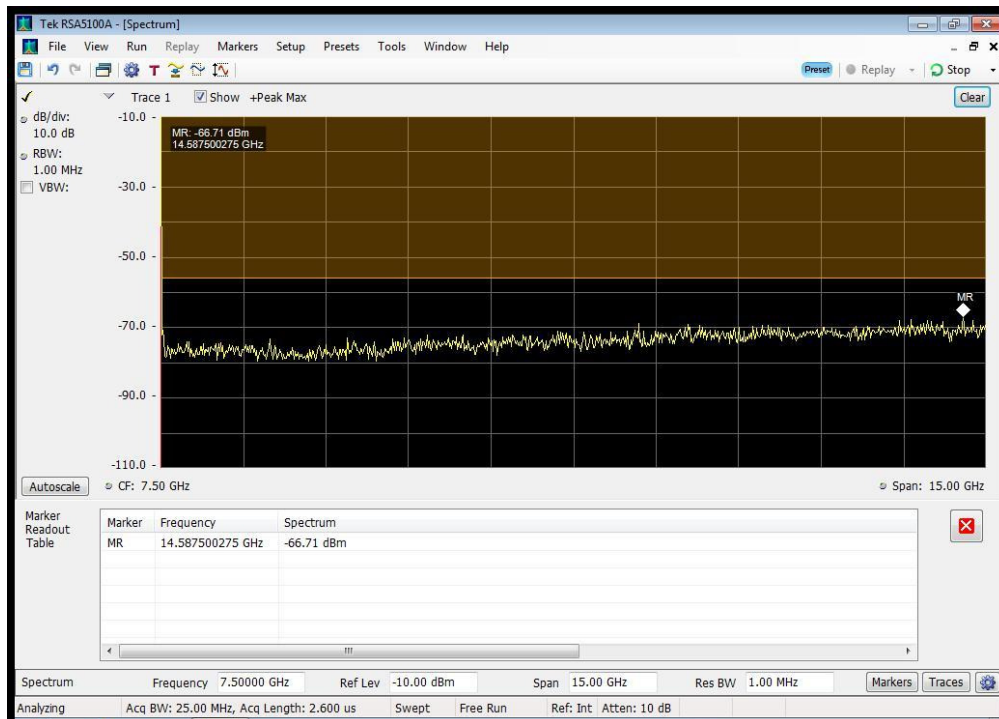 Tek RSA5100A - [Spectrum]
File View Run Replay Markers Setup Presets Tools Window Help
T Preset Replay Stop
Trace 1 Show +Peak Max Clear
dB/div:
10.0 dB
RBW:
1.00 MHz
VBW:
-10.0
-30.0
-50.0
-70.0
-90.0
-110.0
MR: -66.71 dBm
14.587500275 GHz
MR
Autoscale CF: 7.50 GHz Span: 15.00 GHz
Marker
Readout
Table
Marker Frequency Spectrum
MR 14.587500275 GHz -66.71 dBm
Spectrum Frequency 7.50000 GHz Ref Lev -10.00 dBm Span 15.00 GHz Res BW 1.00 MHz Markers Traces
Analyzing Acq BW: 25.00 MHz, Acq Length: 2.600 us Swept Free Run Ref: Int Atten: 10 dB